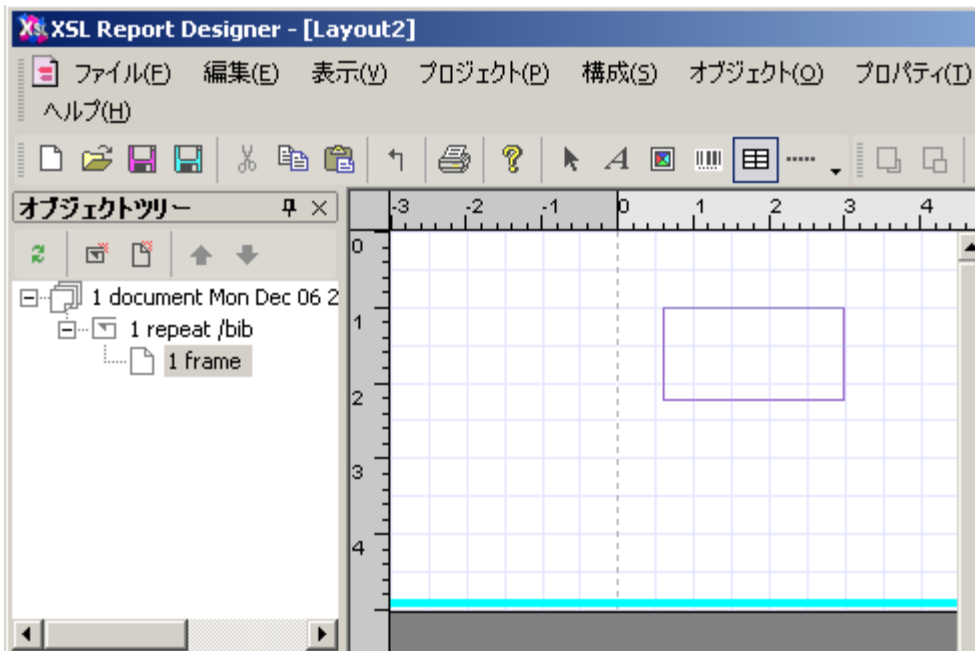 XSL Report Designer - [Layout2]
ファイル(F) 編集(E) 表示(V) プロジェクト(P) 構成(S) オブジェクト(O) プロパティ(T)
ヘルプ(H)
オブジェクトツリー
1 document Mon Dec 06 2
1 repeat /bib
1 frame
-3 -2 -1 0 1 2 3 4
0
1
2
3
4